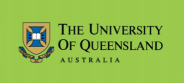 THE UNIVERSITY
OF QUEENSLAND
AUSTRALIA